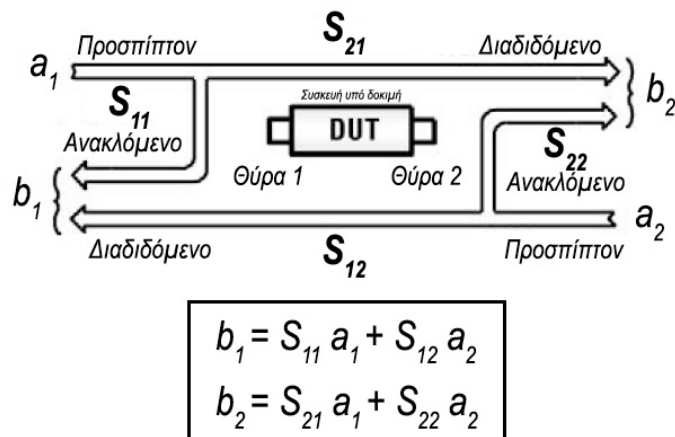 S21
Προσπίπτον
Διαδιδόμενο
a1
S11
Συσκευή υπό δοκιμή
DUT
b2
Ανακλόμενο
S22
Θύρα 1
Θύρα 2
Ανακλόμενο
b1
a2
Διαδιδόμενο
S12
Προσπίπτον
b1 = S11 a1 + S12 a2
b2 = S21 a1 + S22 a2